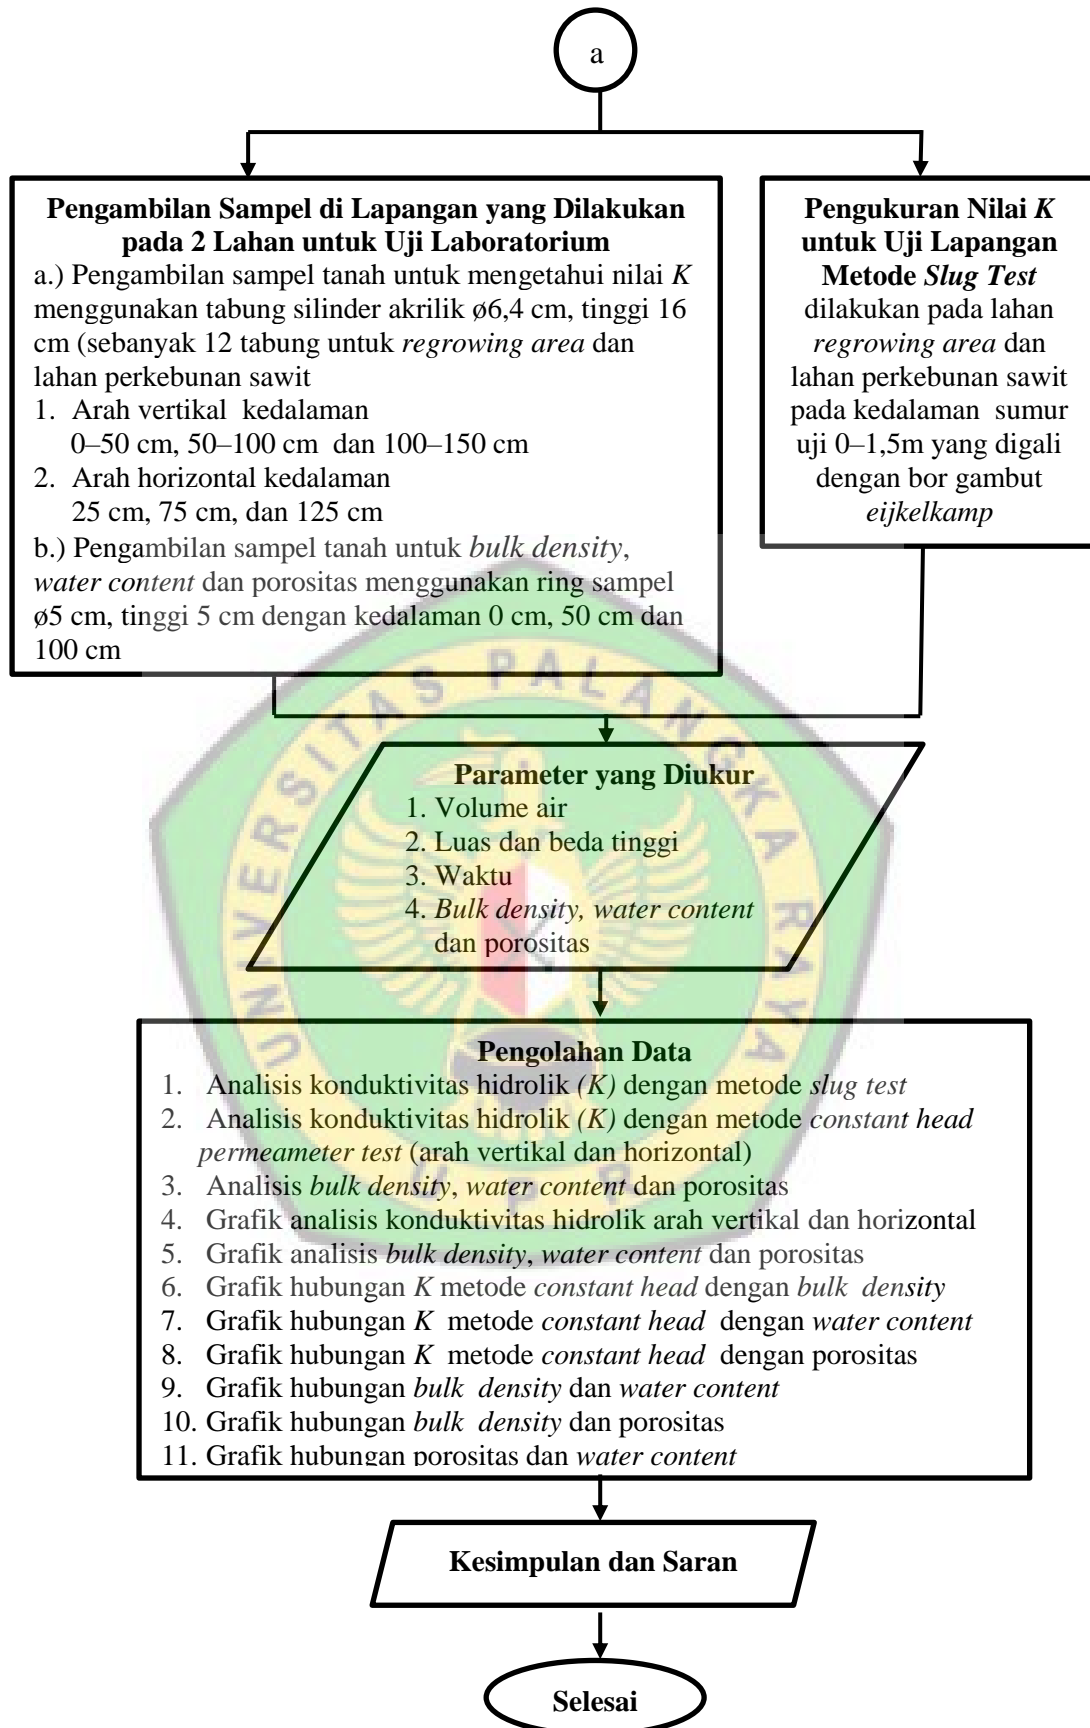 a
Pengambilan Sampel di Lapangan yang Dilakukan
pada 2 Lahan untuk Uji Laboratorium
a.) Pengambilan sampel tanah untuk mengetahui nilai K
menggunakan tabung silinder akrilik ø6,4 cm, tinggi 16
cm (sebanyak 12 tabung untuk regrowing area dan
lahan perkebunan sawit
1. Arah vertikal kedalaman
0–50 cm, 50–100 cm dan 100–150 cm
2. Arah horizontal kedalaman
25 cm, 75 cm, dan 125 cm
b.) Pengambilan sampel tanah untuk bulk density,
water content dan porositas menggunakan ring sampel
ø5 cm, tinggi 5 cm dengan kedalaman 0 cm, 50 cm dan
100 cm
Pengukuran Nilai K
untuk Uji Lapangan
Metode Slug Test
dilakukan pada lahan
regrowing area dan
lahan perkebunan sawit
pada kedalaman sumur
uji 0–1,5m yang digali
dengan bor gambut
eijkelkamp
UNIVERSITAS PALANGKA RAYA
Parameter yang Diukur
1. Volume air
2. Luas dan beda tinggi
3. Waktu
4. Bulk density, water content
dan porositas
Pengolahan Data
1. Analisis konduktivitas hidrolik (K) dengan metode slug test
2. Analisis konduktivitas hidrolik (K) dengan metode constant head
permeameter test (arah vertikal dan horizontal)
3. Analisis bulk density, water content dan porositas
U P R
4. Grafik analisis konduktivitas hidrolik arah vertikal dan horizontal
5. Grafik analisis bulk density, water content dan porositas
6. Grafik hubungan K metode constant head dengan bulk density
7. Grafik hubungan K metode constant head dengan water content
8. Grafik hubungan K metode constant head dengan porositas
9. Grafik hubungan bulk density dan water content
10. Grafik hubungan bulk density dan porositas
11. Grafik hubungan porositas dan water content
Kesimpulan dan Saran
Selesai